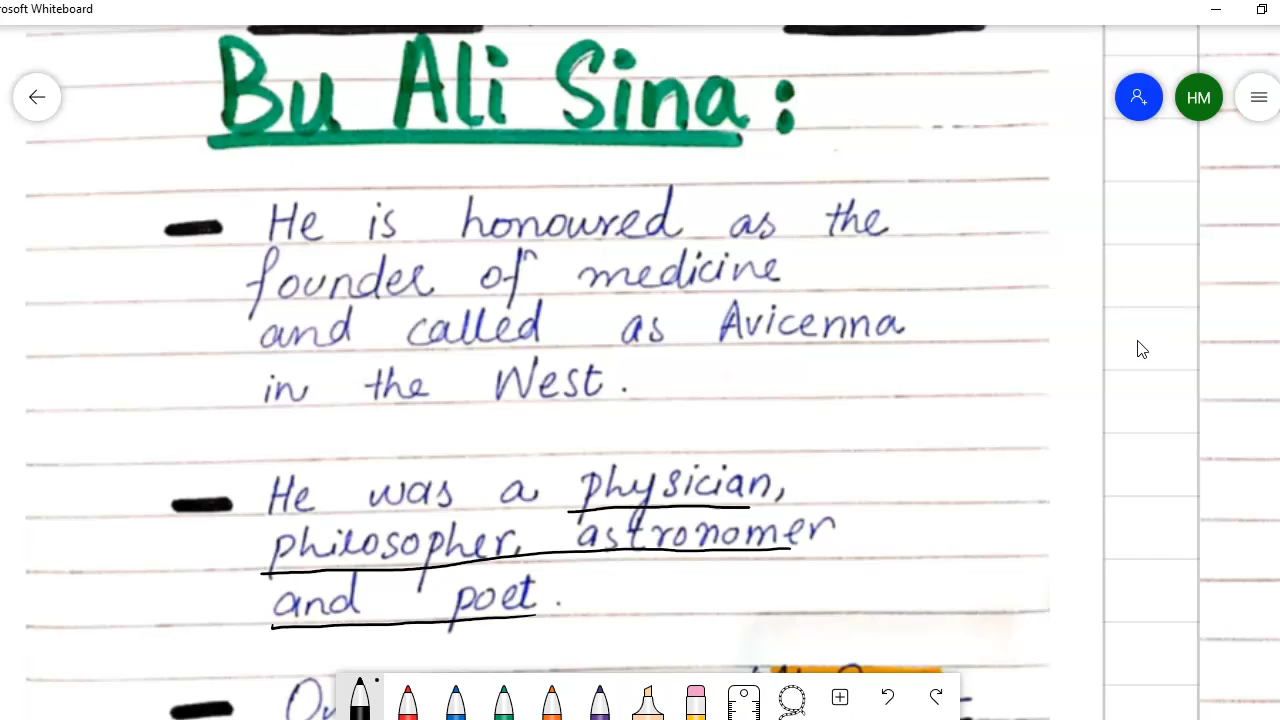 rosoft Whiteboard
Bu Ali Sina:
HM
He is honoured as the
founder of medicine
and called as Avicenna
in the West.
He was a physician,
philosopher, astronomer
and poet.